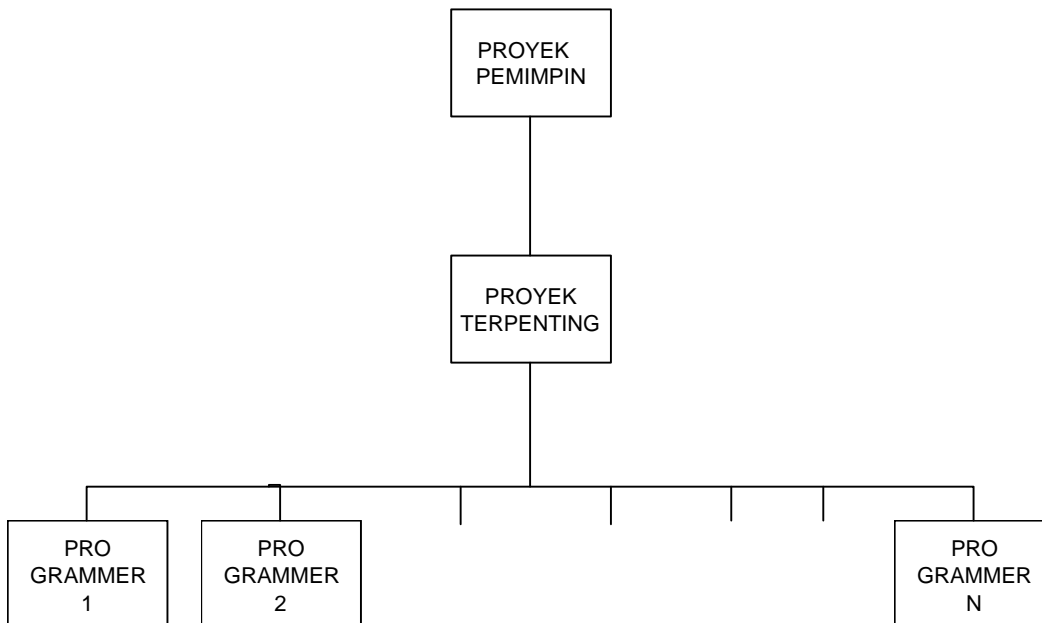 PROYEK
PEMIMPIN
PROYEK
TERPENTING
PRO
GRAMMER
1
PRO
GRAMMER
2
PRO
GRAMMER
N